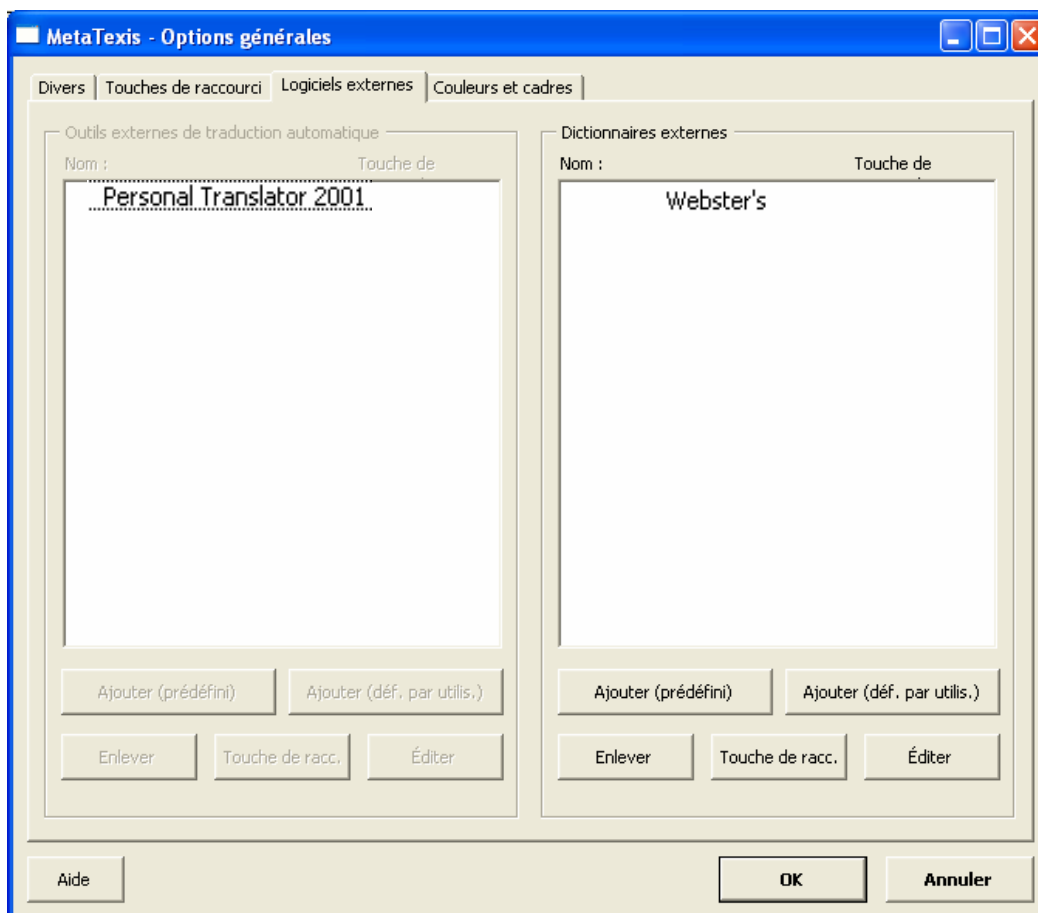 MetaTexis - Options générales
Divers Touches de raccourci Logiciels externes Couleurs et cadres
Outils externes de traduction automatique
Nom : Touche de
Personal Translator 2001
Ajouter (prédéfini) Ajouter (déf. par utilis.)
Enlever Touche de racc. Éditer
Dictionnaires externes
Nom : Touche de
Webster's
Ajouter (prédéfini) Ajouter (déf. par utilis.)
Enlever Touche de racc. Éditer
Aide OK Annuler